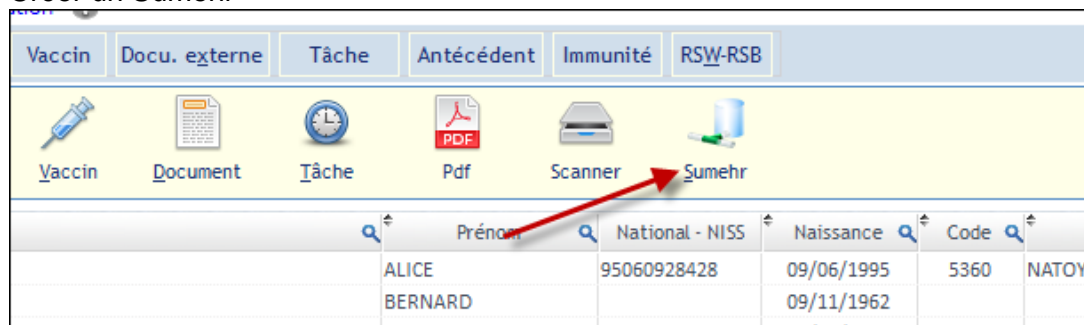 Vaccin Docu. externe Tâche Antécédent Immunité RSW-RSB
PDF
Vaccin Document Tâche Pdf Scanner Sumehr
Prénom National - NISS Naissance Code
ALICE 95060928428 09/06/1995 5360 NATOY
BERNARD 09/11/1962